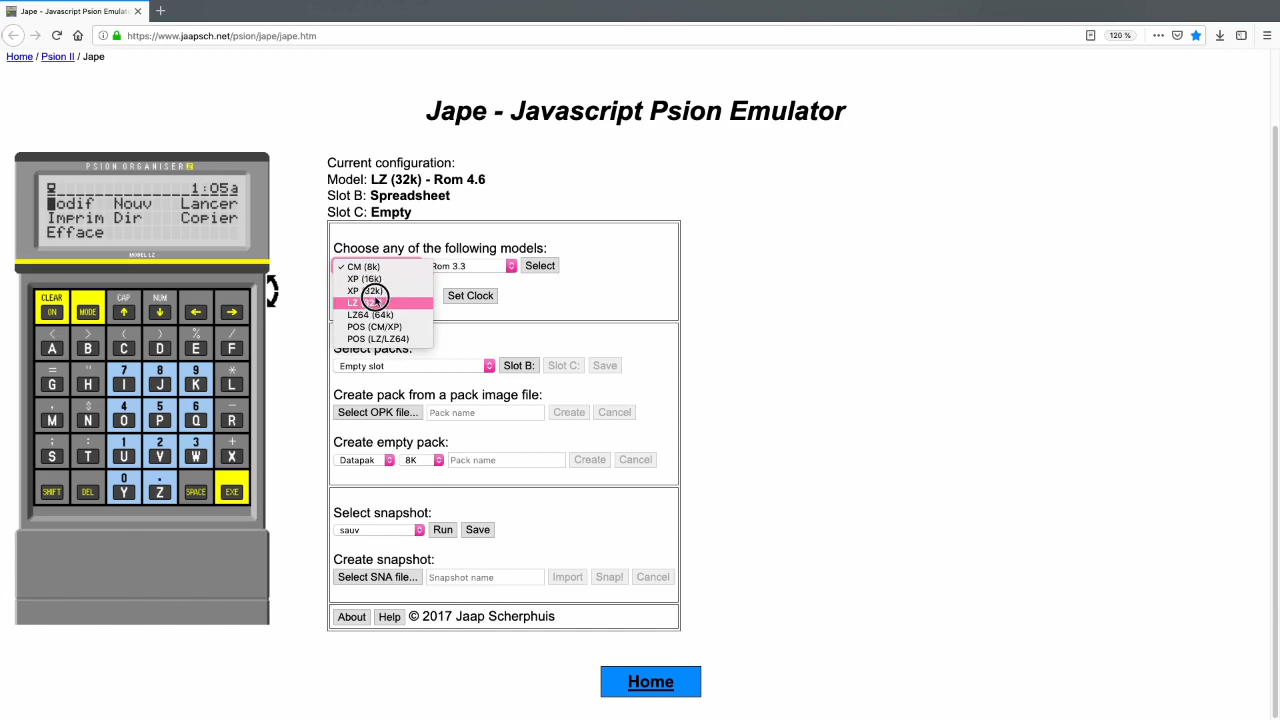 Jape - Javascript Psion Emulato
https://www.jaapsch.net/psion/jape/jape.htm
120 %
Home / Psion II / Jape
Jape - Javascript Psion Emulator
PSION ORGANISER
1:05a
Modif Nouv Lancer
Imprim Dir Copier
Efface
MODEL LZ
Current configuration:
Model: LZ (32k) - Rom 4.6
Slot B: Spreadsheet
Slot C: Empty
Choose any of the following models:
✓ CM (8k)
Rom 3.3
Select
XP (16k)
XP (32k)
Set Clock
LZ (32k)
LZ64 (64k)
POS (CM/XP)
POS (LZ/LZ64)
Select packs:
Empty slot
Slot B:
Slot C:
Save
Create pack from a pack image file:
Select OPK file...
Pack name
Create
Cancel
Create empty pack:
Datapak
8K
Pack name
Create
Cancel
Select snapshot:
sauv
Run
Save
Create snapshot:
Select SNA file...
Snapshot name
Import
Snap!
Cancel
About
Help
© 2017 Jaap Scherphuis
Home
CLEAR CAP NUM
ON MODE ↑ ↓ ← →
< > ( ) % /
A B C D E F
= " 7 8 9 *
G H I J K L
, 4 5 6 −
M N O P Q R
; : 1 2 3 +
S T U V W X
0 .
SHIFT DEL Y Z SPACE EXE